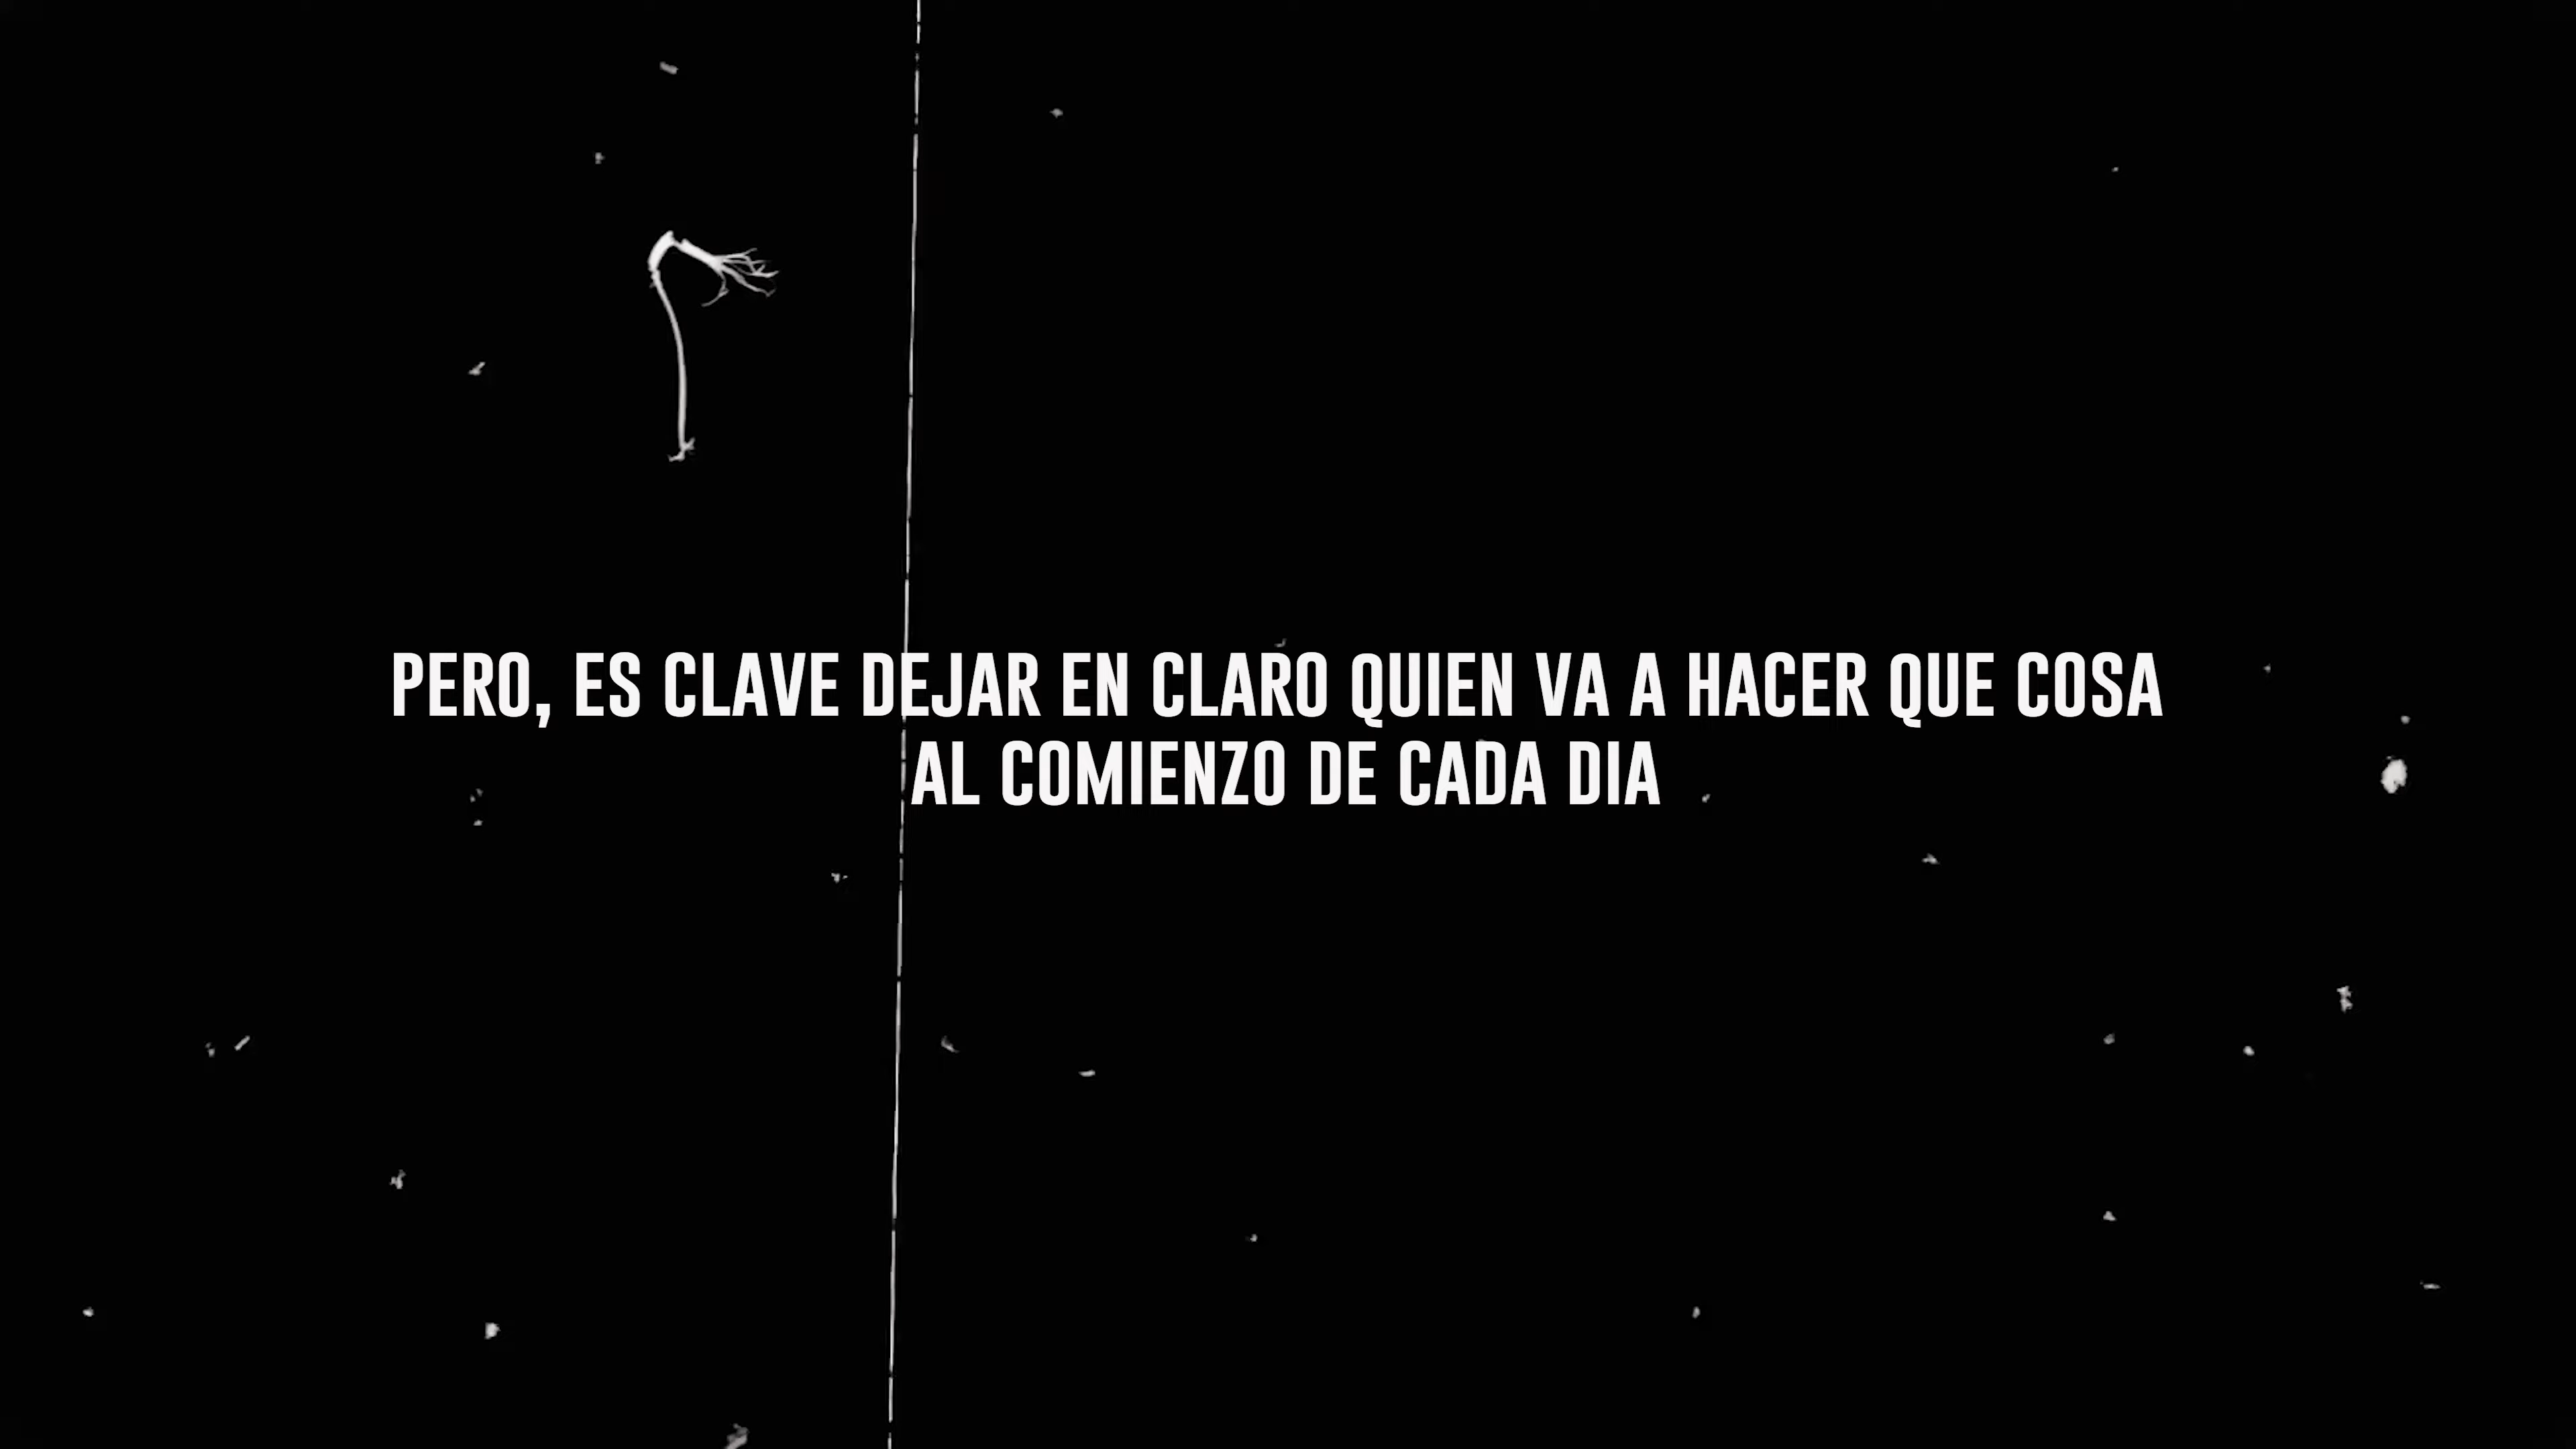 PERO, ES CLAVE DEJAR EN CLARO QUIEN VA A HACER QUE COSA
AL COMIENZO DE CADA DIA